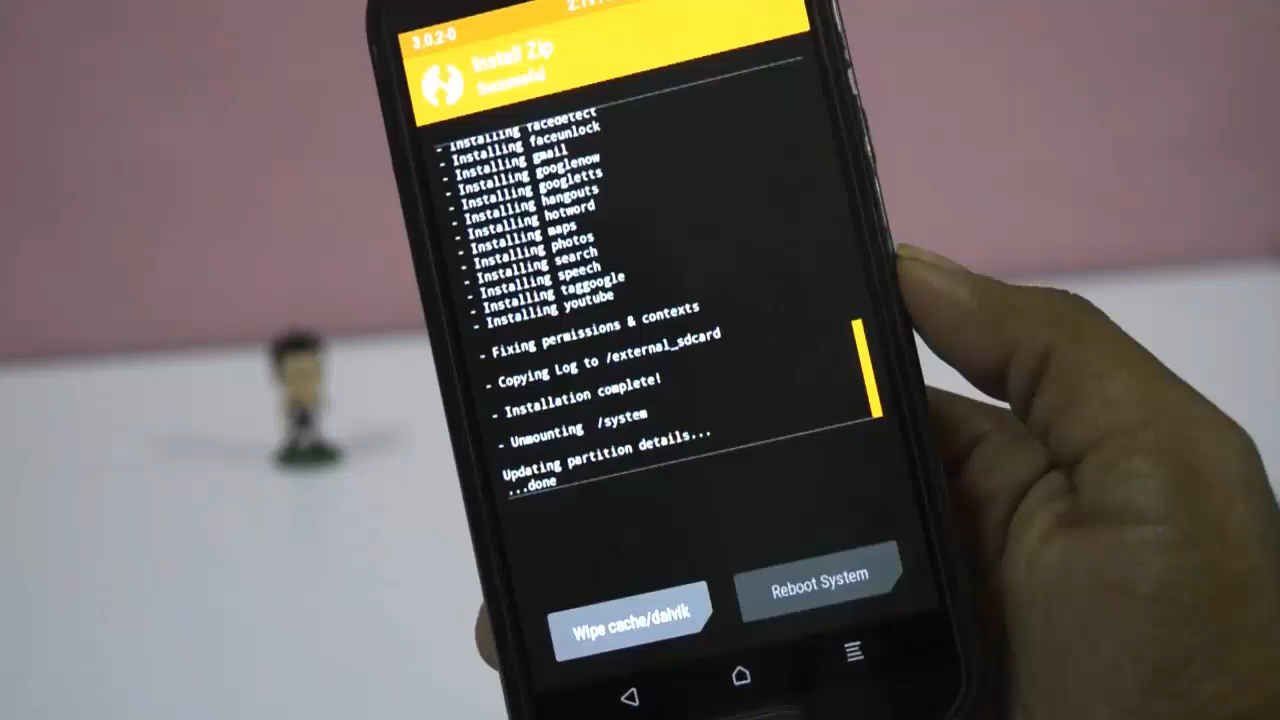 3.0.2-0
Install Zip
Successful
- Installing facedetect
- Installing faceunlock
- Installing gmail
- Installing googlenow
- Installing googletts
- Installing hangouts
- Installing hotword
- Installing maps
- Installing photos
- Installing search
- Installing speech
- Installing taggoogle
- Installing youtube
- Fixing permissions & contexts
- Copying Log to /external_sdcard
- Installation complete!
- Unmounting /system
Updating partition details...
...done
Wipe cache/dalvik
Reboot System